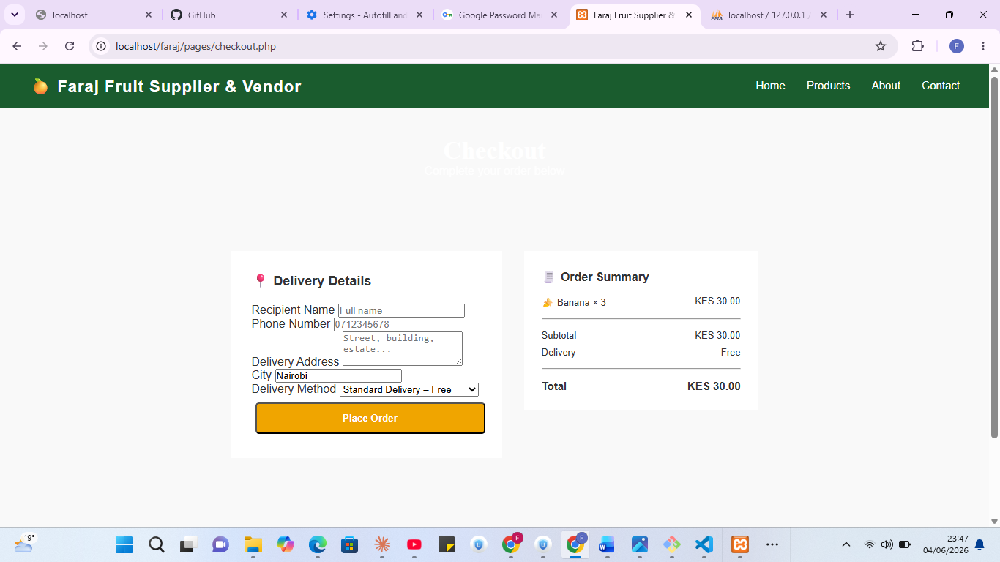 localhost
GitHub
Settings - Autofill and
Google Password Ma
Faraj Fruit Supplier &
localhost / 127.0.0.1 /
localhost/faraj/pages/checkout.php
F
Faraj Fruit Supplier & Vendor
Home
Products
About
Contact
Checkout
Complete your order below
Delivery Details
Recipient Name Full name
Phone Number 0712345678
Delivery Address Street, building, 
estate...
City Nairobi
Delivery Method Standard Delivery – Free
Place Order
Order Summary
Banana × 3 KES 30.00
Subtotal KES 30.00
Delivery Free
Total KES 30.00
19°
23:47
04/06/2026